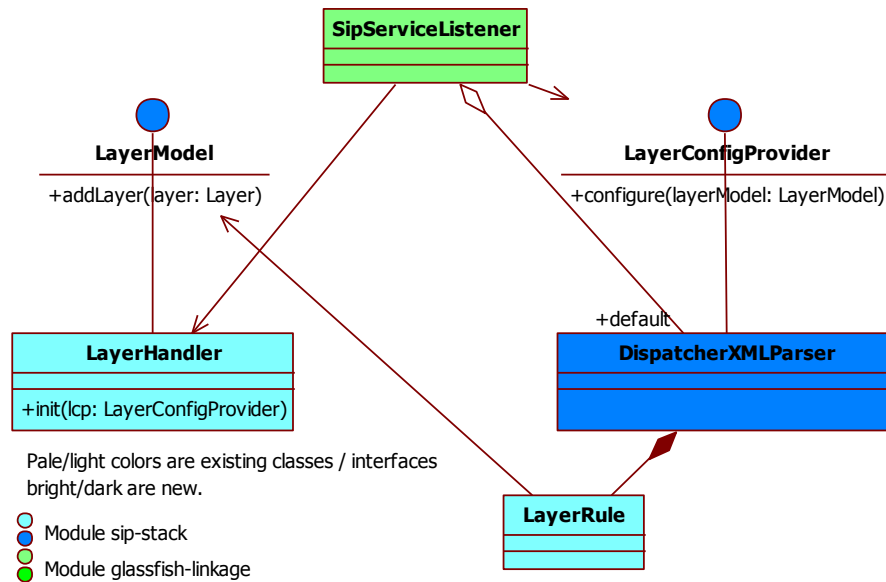 SipServiceListener
LayerModel
+addLayer(layer: Layer)
LayerConfigProvider
+configure(layerModel: LayerModel)
+default
LayerHandler
+init(lcp: LayerConfigProvider)
DispatcherXMLParser
Pale/light colors are existing classes / interfaces
bright/dark are new.
LayerRule
Module sip-stack
Module glassfish-linkage